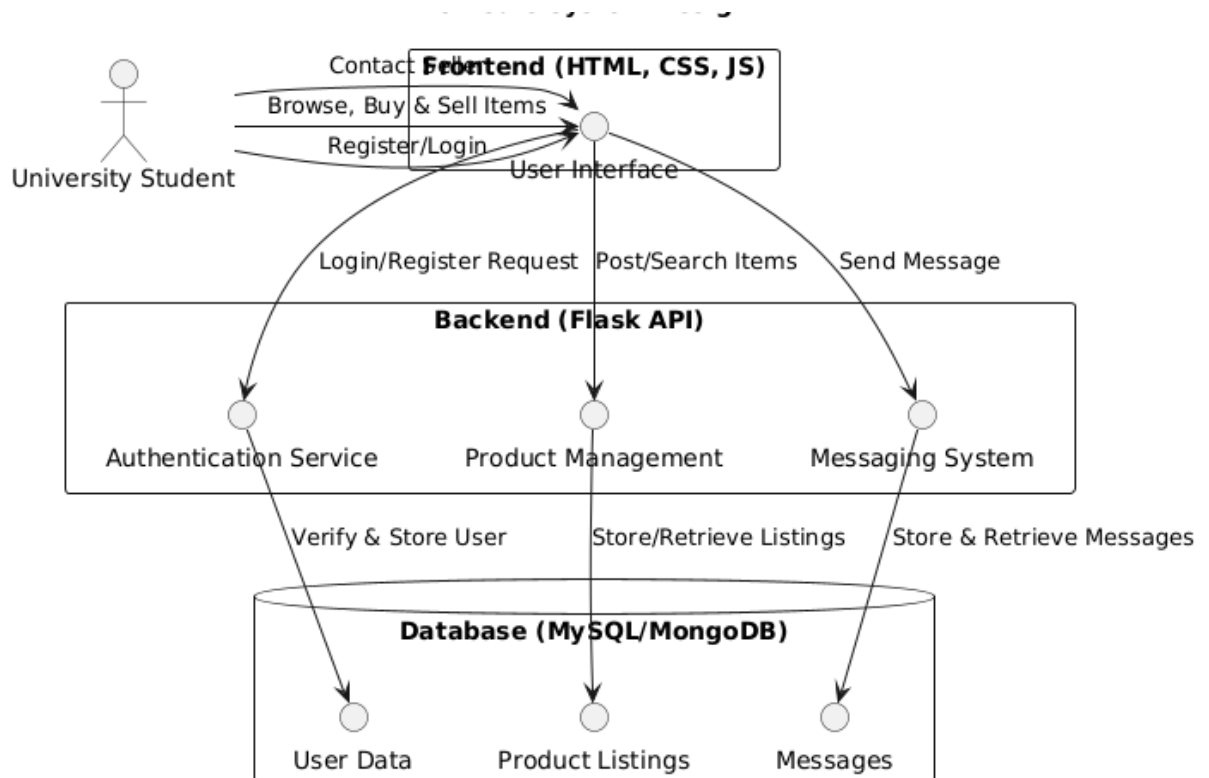 Contact Seller
Frontend (HTML, CSS, JS)
Browse, Buy & Sell Items
Register/Login
University Student
User Interface
Login/Register Request
Post/Search Items
Send Message
Backend (Flask API)
Authentication Service
Product Management
Messaging System
Verify & Store User
Store/Retrieve Listings
Store & Retrieve Messages
Database (MySQL/MongoDB)
User Data
Product Listings
Messages